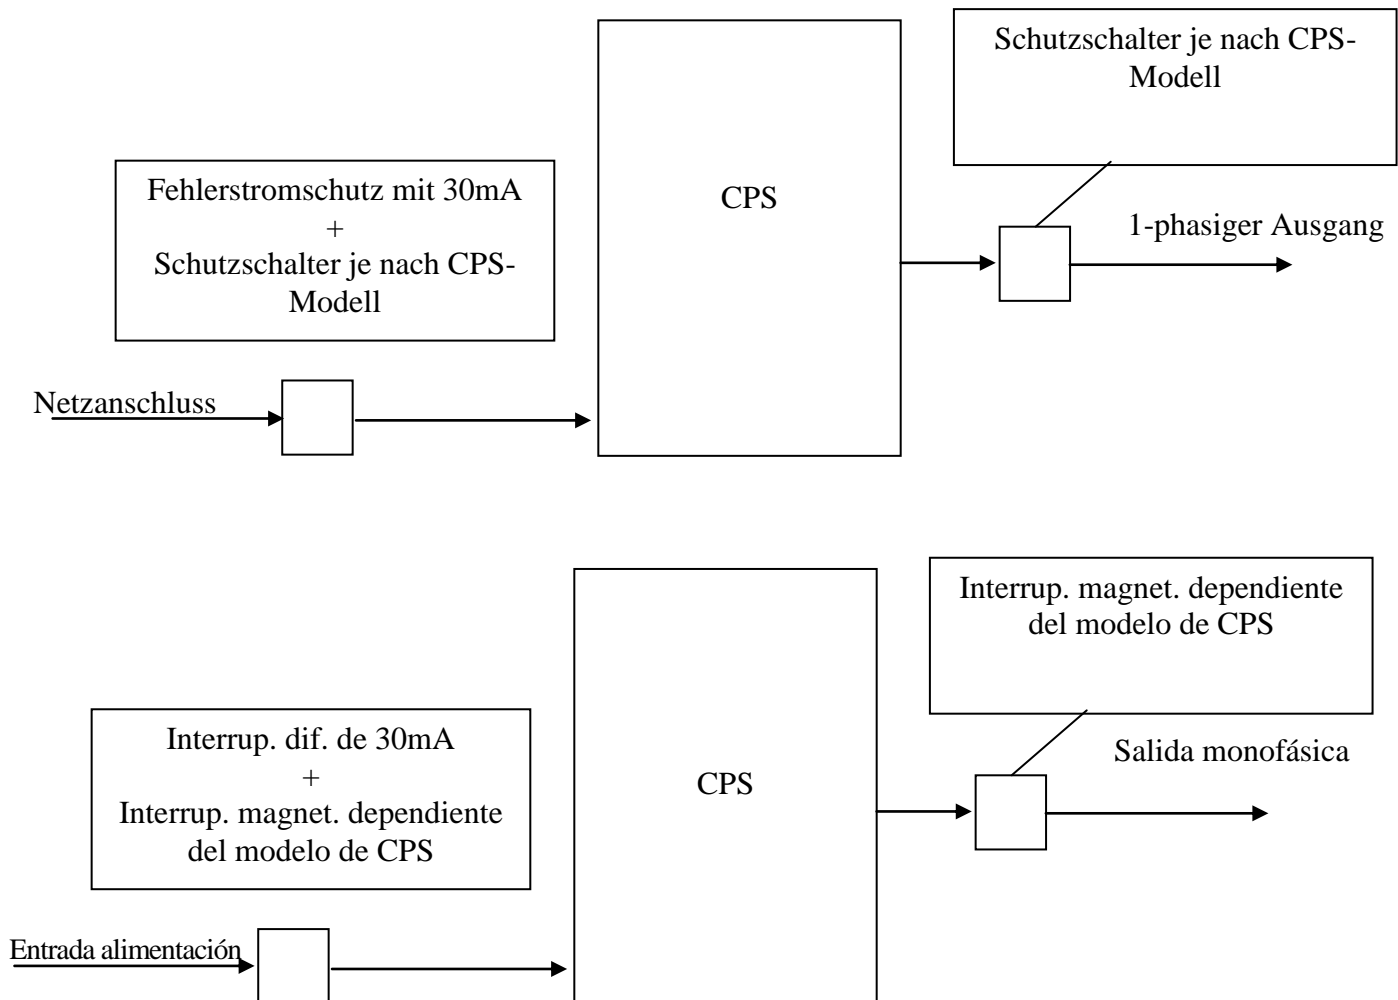 Schutzschalter je nach CPS-
Modell
Fehlerstromschutz mit 30mA
+
Schutzschalter je nach CPS-
Modell
CPS
1-phasiger Ausgang
Netzanschluss
Interrup. magnet. dependiente
del modelo de CPS
Interrup. dif. de 30mA
+
Interrup. magnet. dependiente
del modelo de CPS
CPS
Salida monofásica
Entrada alimentación